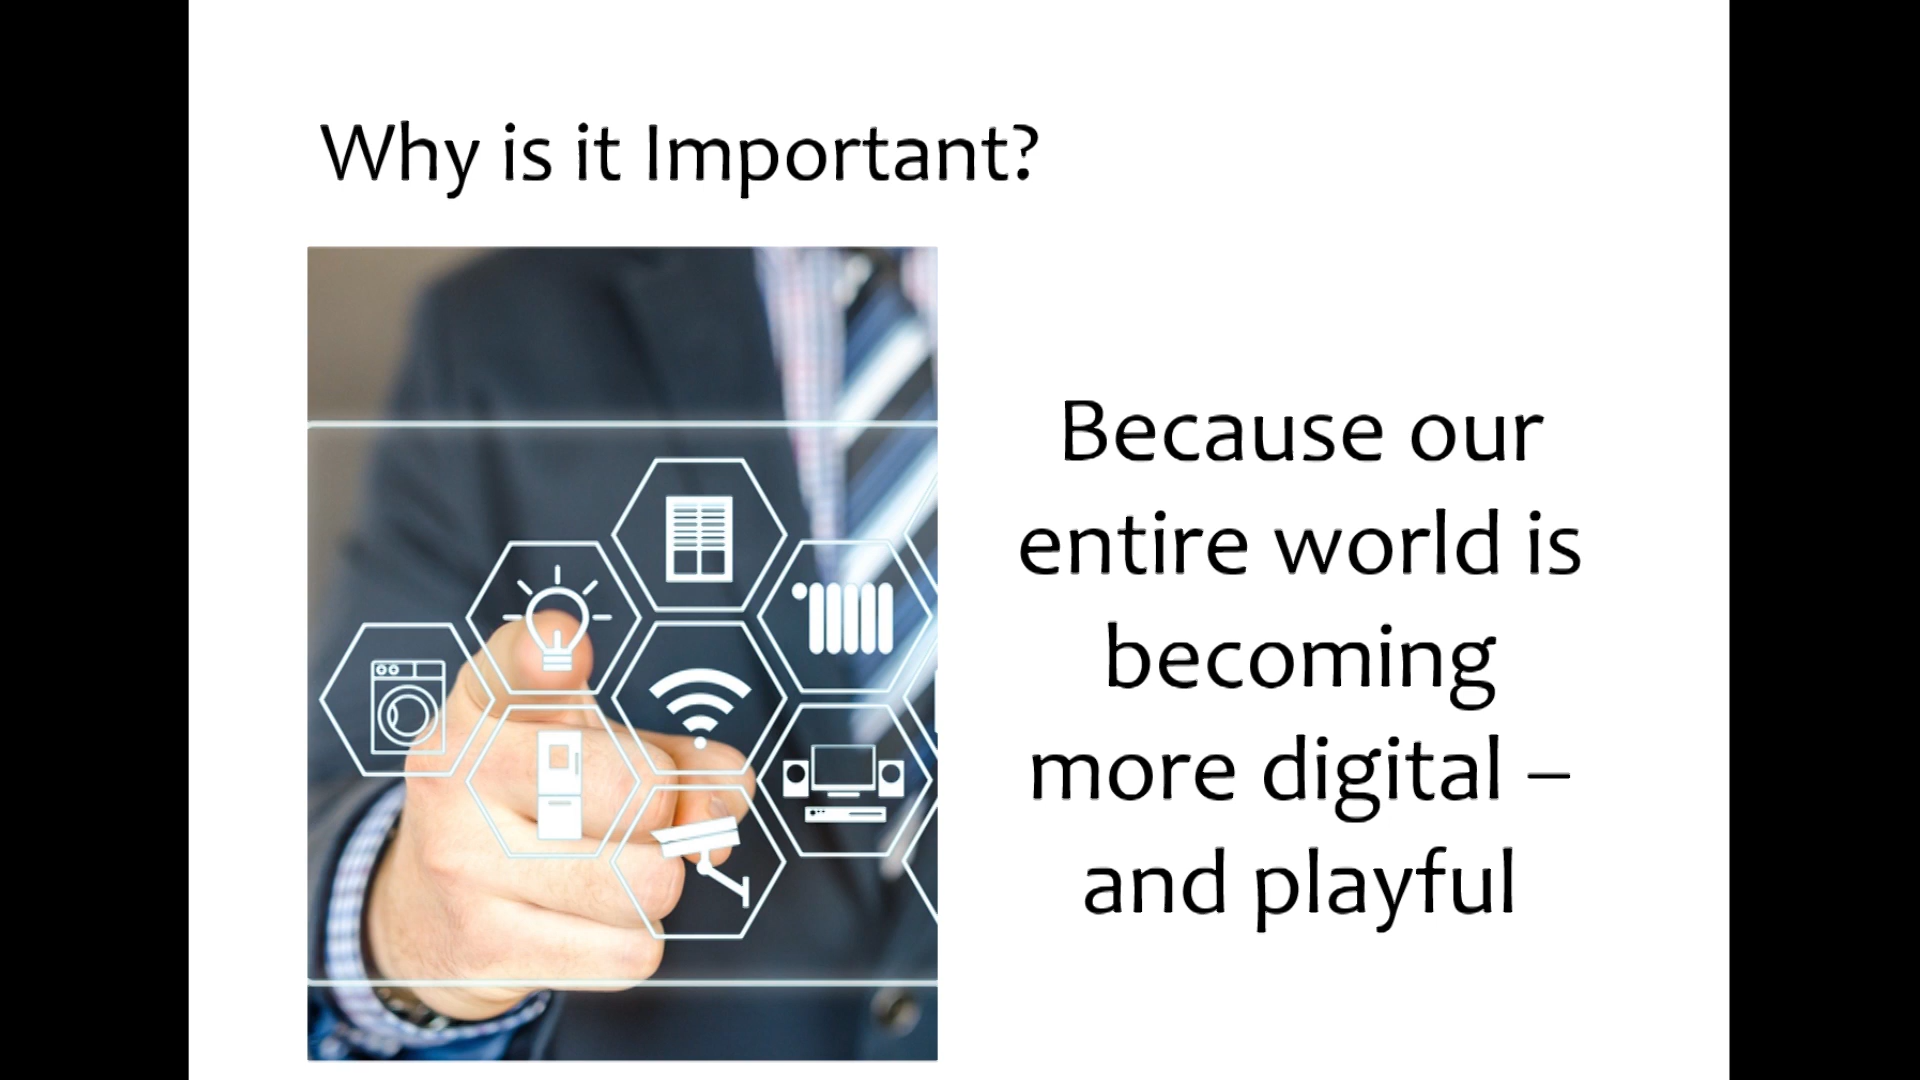 Why is it Important?
Because our
entire world is
becoming
more digital –
and playful